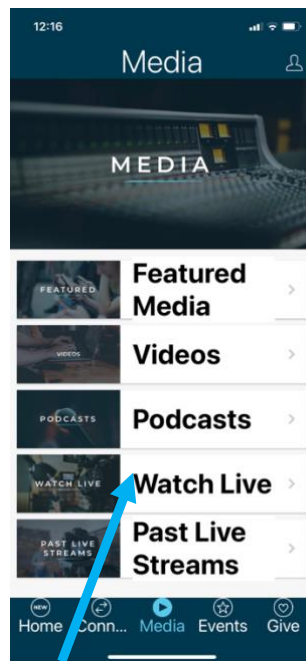 12:16
Media
MEDIA
FEATURED
Featured
Media
VIDEOS
Videos
PODCASTS
Podcasts
WATCH LIVE
Watch Live
PAST LIVE
STREAMS
Past Live
Streams
NEW
Home Conn... Media Events Give